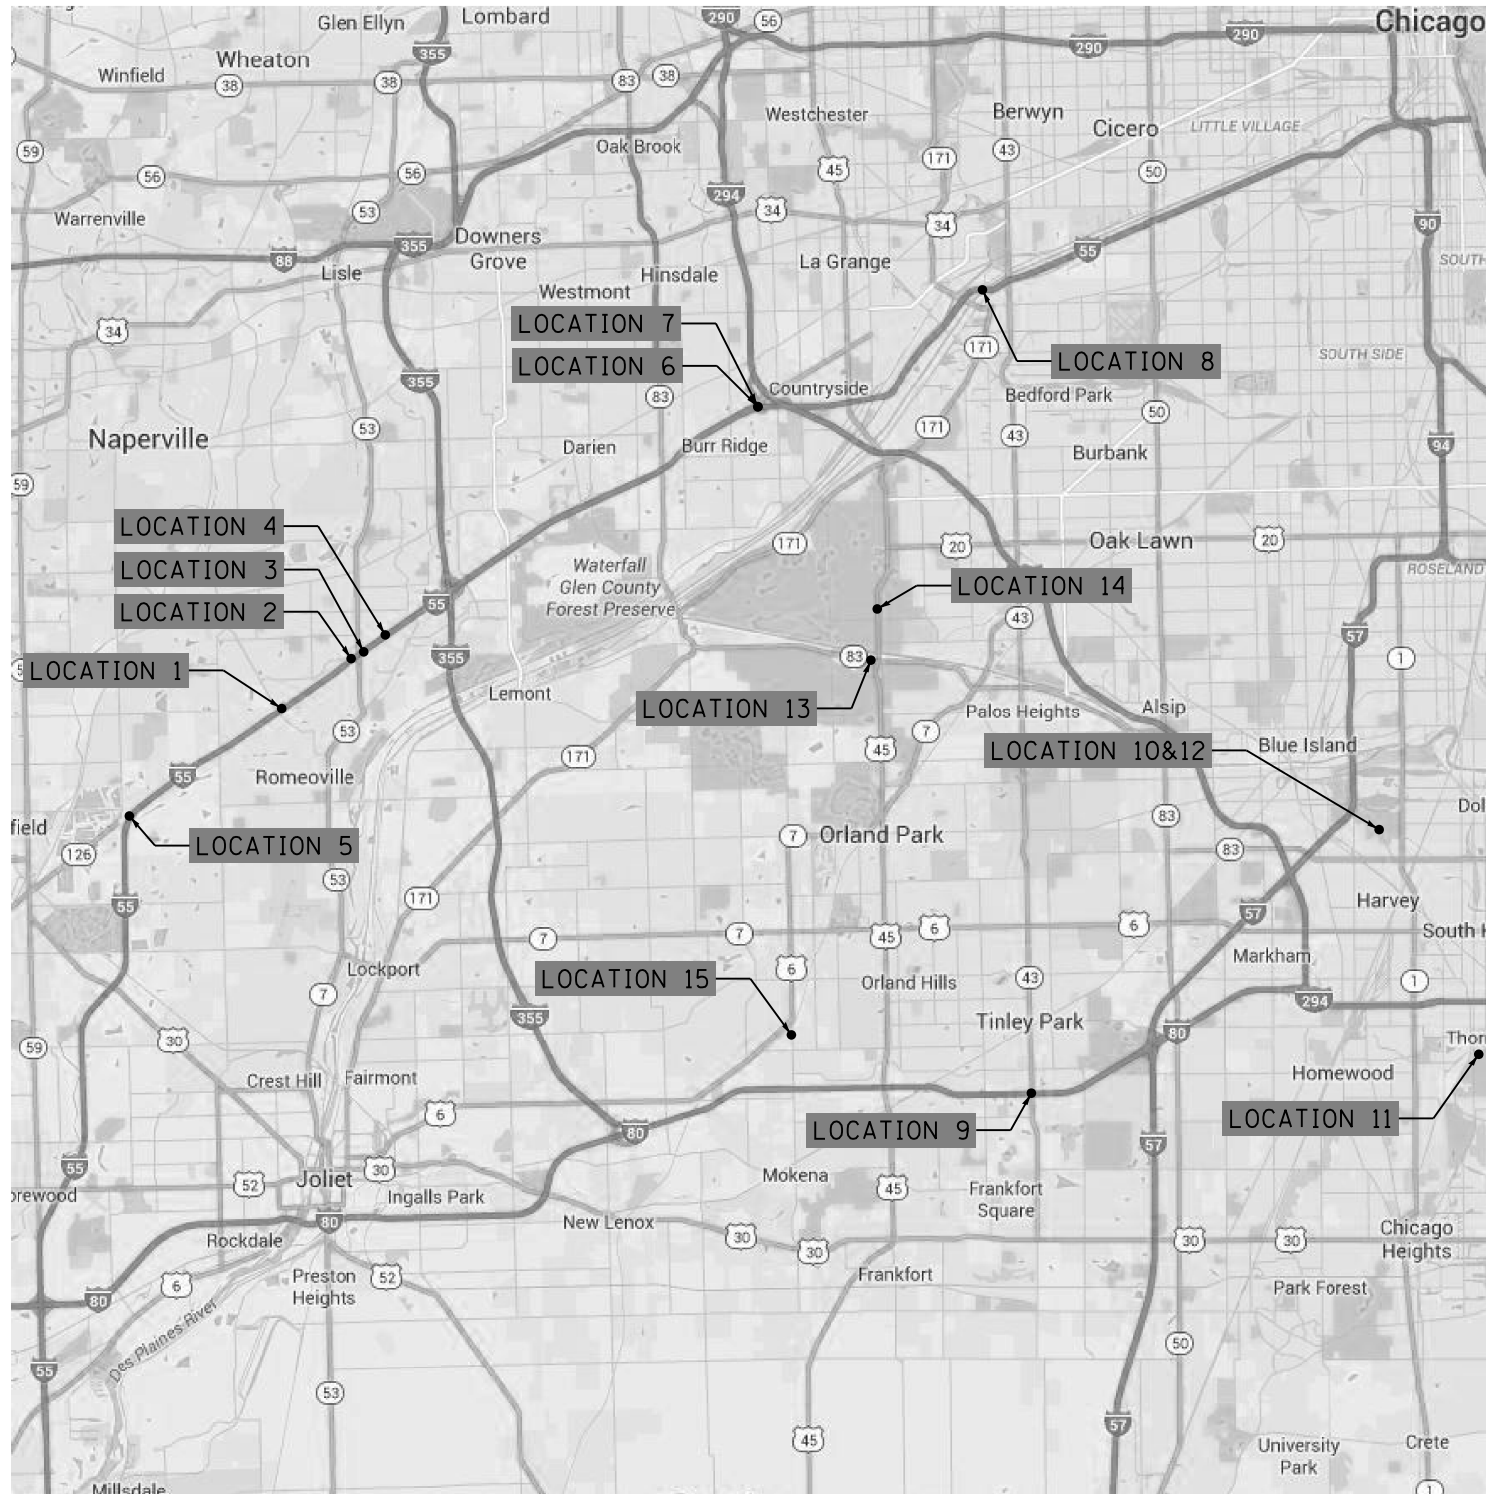 Glen Ellyn
Lombard
290
56
Chicago
355
290
290
Wheaton
Winfield
38
38
83
38
Westchester
Berwyn
Cicero
LITTLE VILLAGE
59
Oak Brook
43
171
56
56
45
50
294
Warrenville
53
34
34
90
Downers
Grove
355
88
Lisle
55
La Grange
Hinsdale
SOUTH
Westmont
34
LOCATION 7
171
SOUTH SIDE
LOCATION 8
LOCATION 6
355
Countryside
83
Bedford Park
50
53
171
43
Naperville
Darien
Burr Ridge
Burbank
94
59
LOCATION 4
171
20
Oak Lawn
20
LOCATION 3
Waterfall
Glen County
Forest Preserve
ROSELAND
LOCATION 14
LOCATION 2
55
43
57
355
83
1
LOCATION 1
5
Lemont
LOCATION 13
Palos Heights
Alsip
53
7
45
LOCATION 10&12
Blue Island
171
55
Romeoville
Dol
field
83
7
Orland Park
LOCATION 5
126
83
53
171
55
Harvey
57
7
7
45
6
6
South H
Markham
Lockport
6
LOCATION 15
Orland Hills
43
1
7
294
355
Tinley Park
80
30
59
Thorn
Crest Hill
Fairmont
Homewood
6
LOCATION 11
80
LOCATION 9
57
55
30
Joliet
52
Mokena
45
orewood
Ingalls Park
Frankfort
Square
80
New Lenox
Rockdale
30
30
30
30
Chicago
Heights
Preston
Heights
52
6
Frankfort
Park Forest
80
Des Plaines River
50
55
53
57
45
University
Park
Crete
Millsdale
1